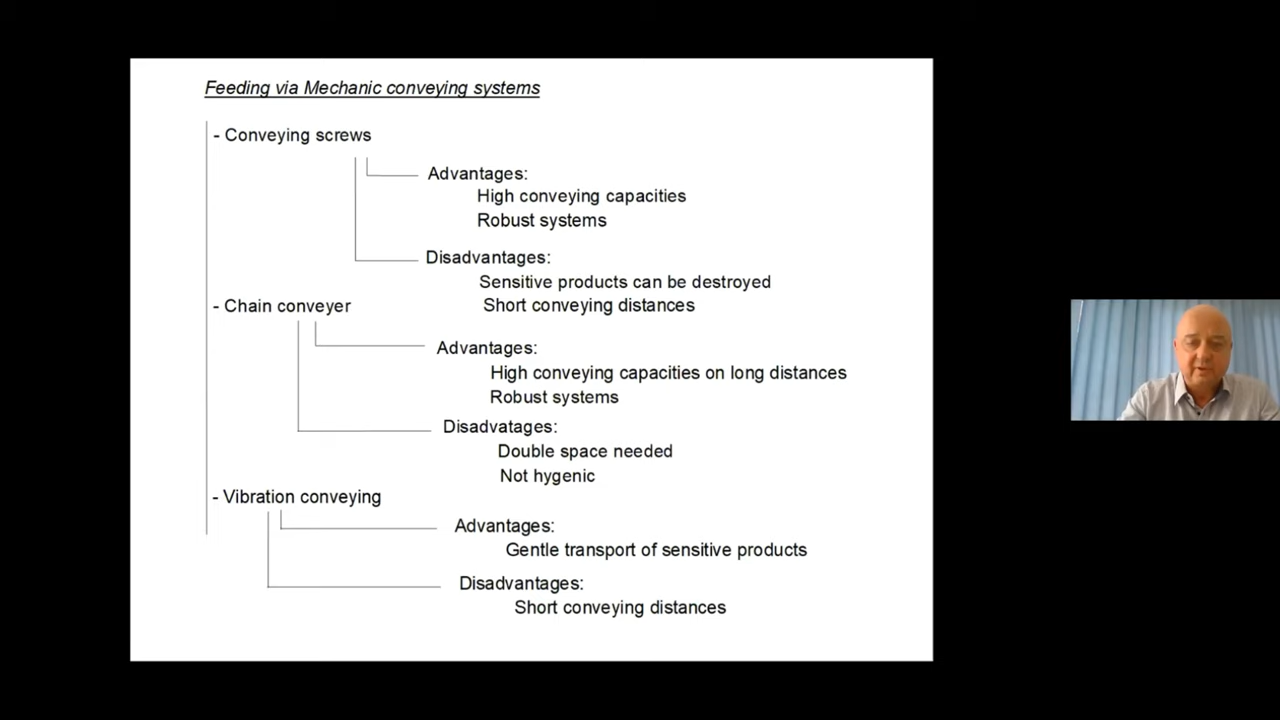 Feeding via Mechanic conveying systems
- Conveying screws
Advantages:
High conveying capacities
Robust systems
Disadvantages:
Sensitive products can be destroyed
Short conveying distances
- Chain conveyer
Advantages:
High conveying capacities on long distances
Robust systems
Disadvatages:
Double space needed
Not hygenic
- Vibration conveying
Advantages:
Gentle transport of sensitive products
Disadvantages:
Short conveying distances